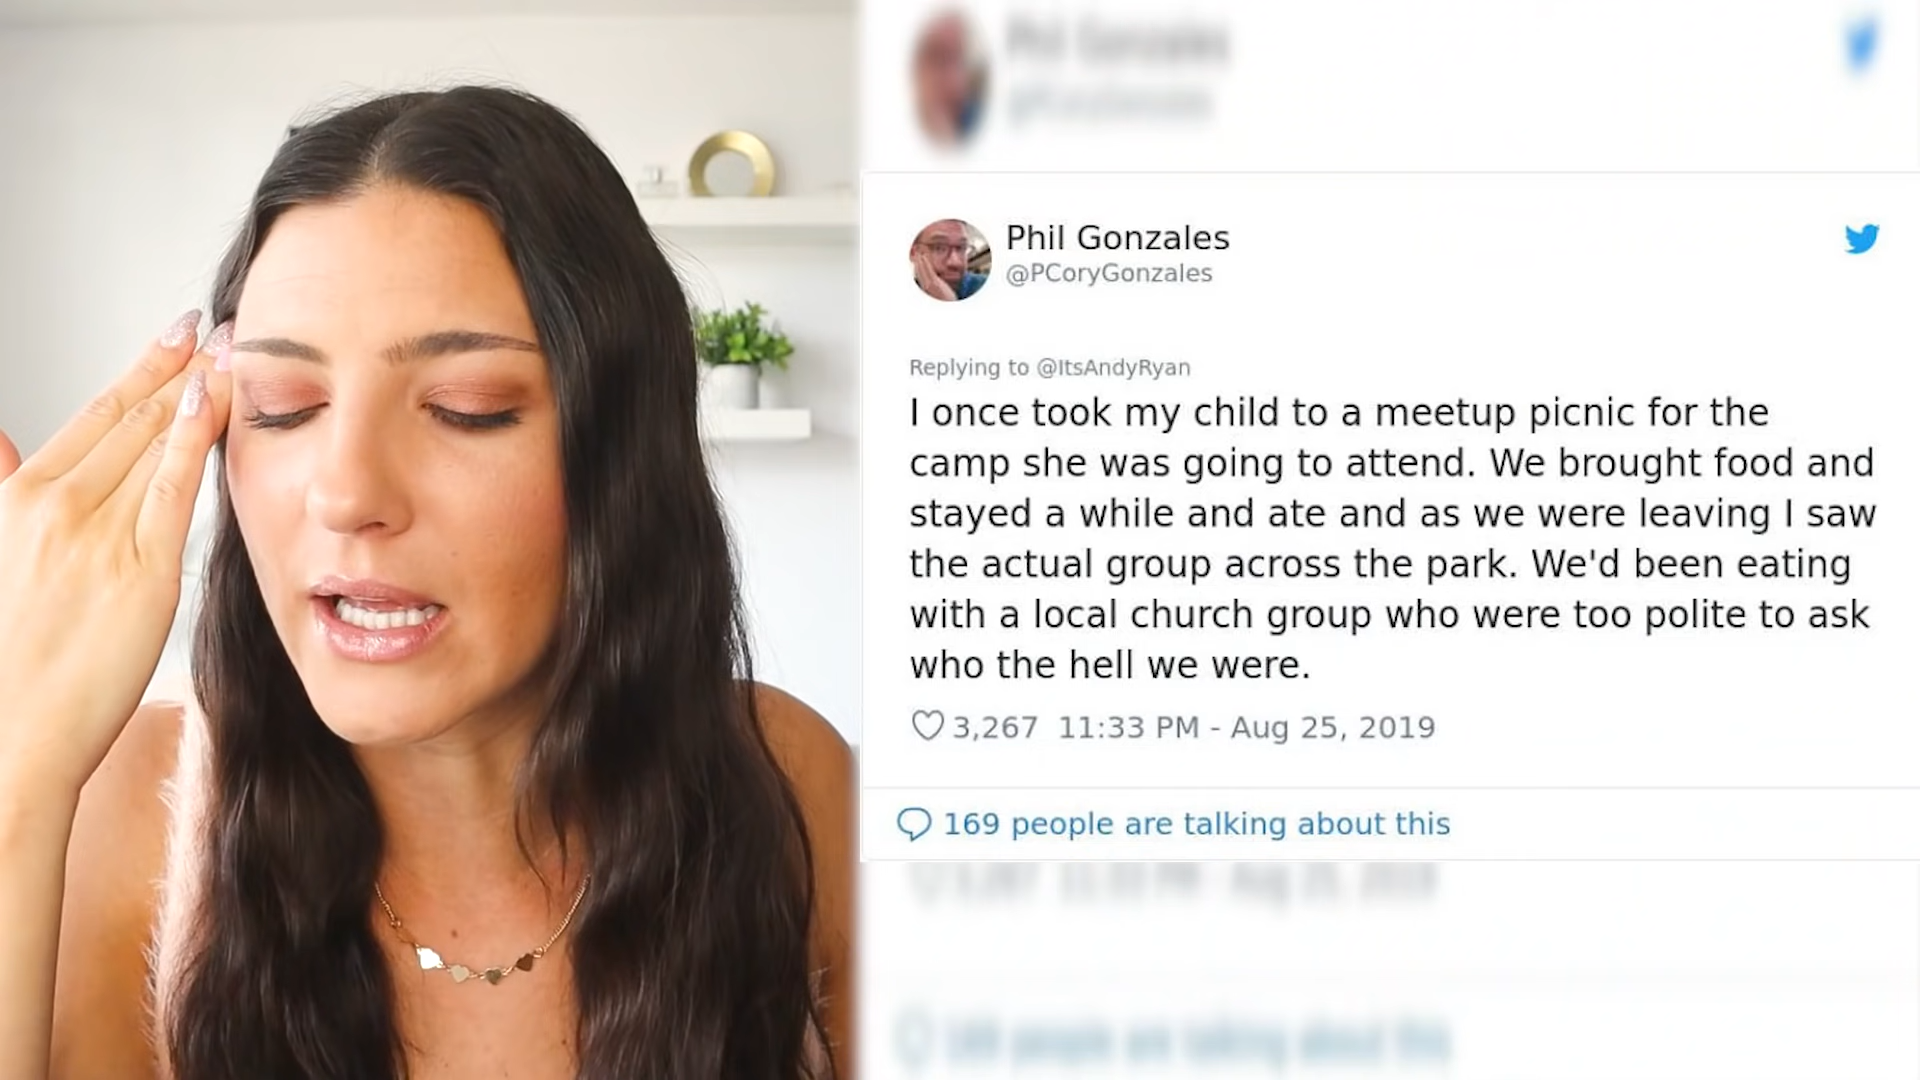 Phil Gonzales
@PCoryGonzales
Replying to @ItsAndyRyan
I once took my child to a meetup picnic for the
camp she was going to attend. We brought food and
stayed a while and ate and as we were leaving I saw
the actual group across the park. We'd been eating
with a local church group who were too polite to ask
who the hell we were.
3,267 11:33 PM - Aug 25, 2019
169 people are talking about this